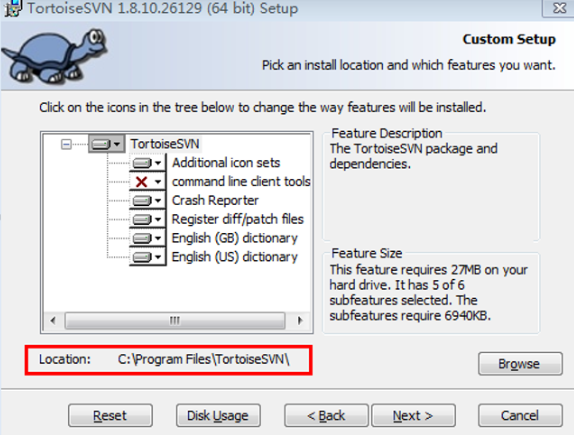 TortoiseSVN 1.8.10.26129 (64 bit) Setup
Custom Setup
Pick an install location and which features you want.
Click on the icons in the tree below to change the way features will be installed.
TortoiseSVN
Additional icon sets
command line client tools
Crash Reporter
Register diff/patch files
English (GB) dictionary
English (US) dictionary
Feature Description
The TortoiseSVN package and
dependencies.
Feature Size
This feature requires 27MB on your
hard drive. It has 5 of 6
subfeatures selected. The
subfeatures require 6940KB.
Location: C:\Program Files\TortoiseSVN\
Browse
Reset Disk Usage < Back Next > Cancel